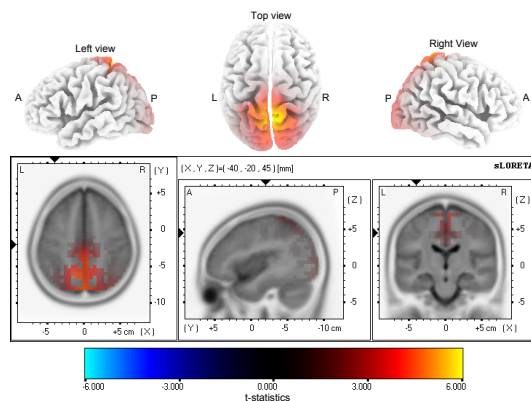 Top view
Left view
Right View
A P
L R
P A
L R (Y)
(X, Y, Z)=(-40, -20, 45) [mm]
sLORETA
A P (Z)
L R (Z)
+5
0
-5
-10
-5 0 +5 cm (X)
+5
0
-5
(Y) +5 0 -5 -10 cm
+5
0
-5
-5 0 +5 cm (X)
-6.000 -3.000 0.000 3.000 6.000
t-statistics